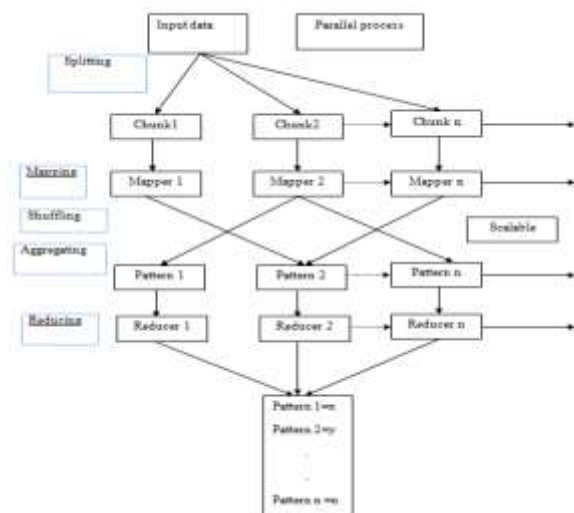 Input data
Parallel process
Splitting
Chunk1
Chunk2
Chunk n
Mapping
Mapper 1
Mapper 2
Mapper n
Shuffling
Scalable
Aggregating
Pattern 1
Pattern 2
Pattern n
Reducing
Reducer 1
Reducer 2
Reducer n
Pattern 1=n
Pattern 2=y
.
.
Pattern n =n